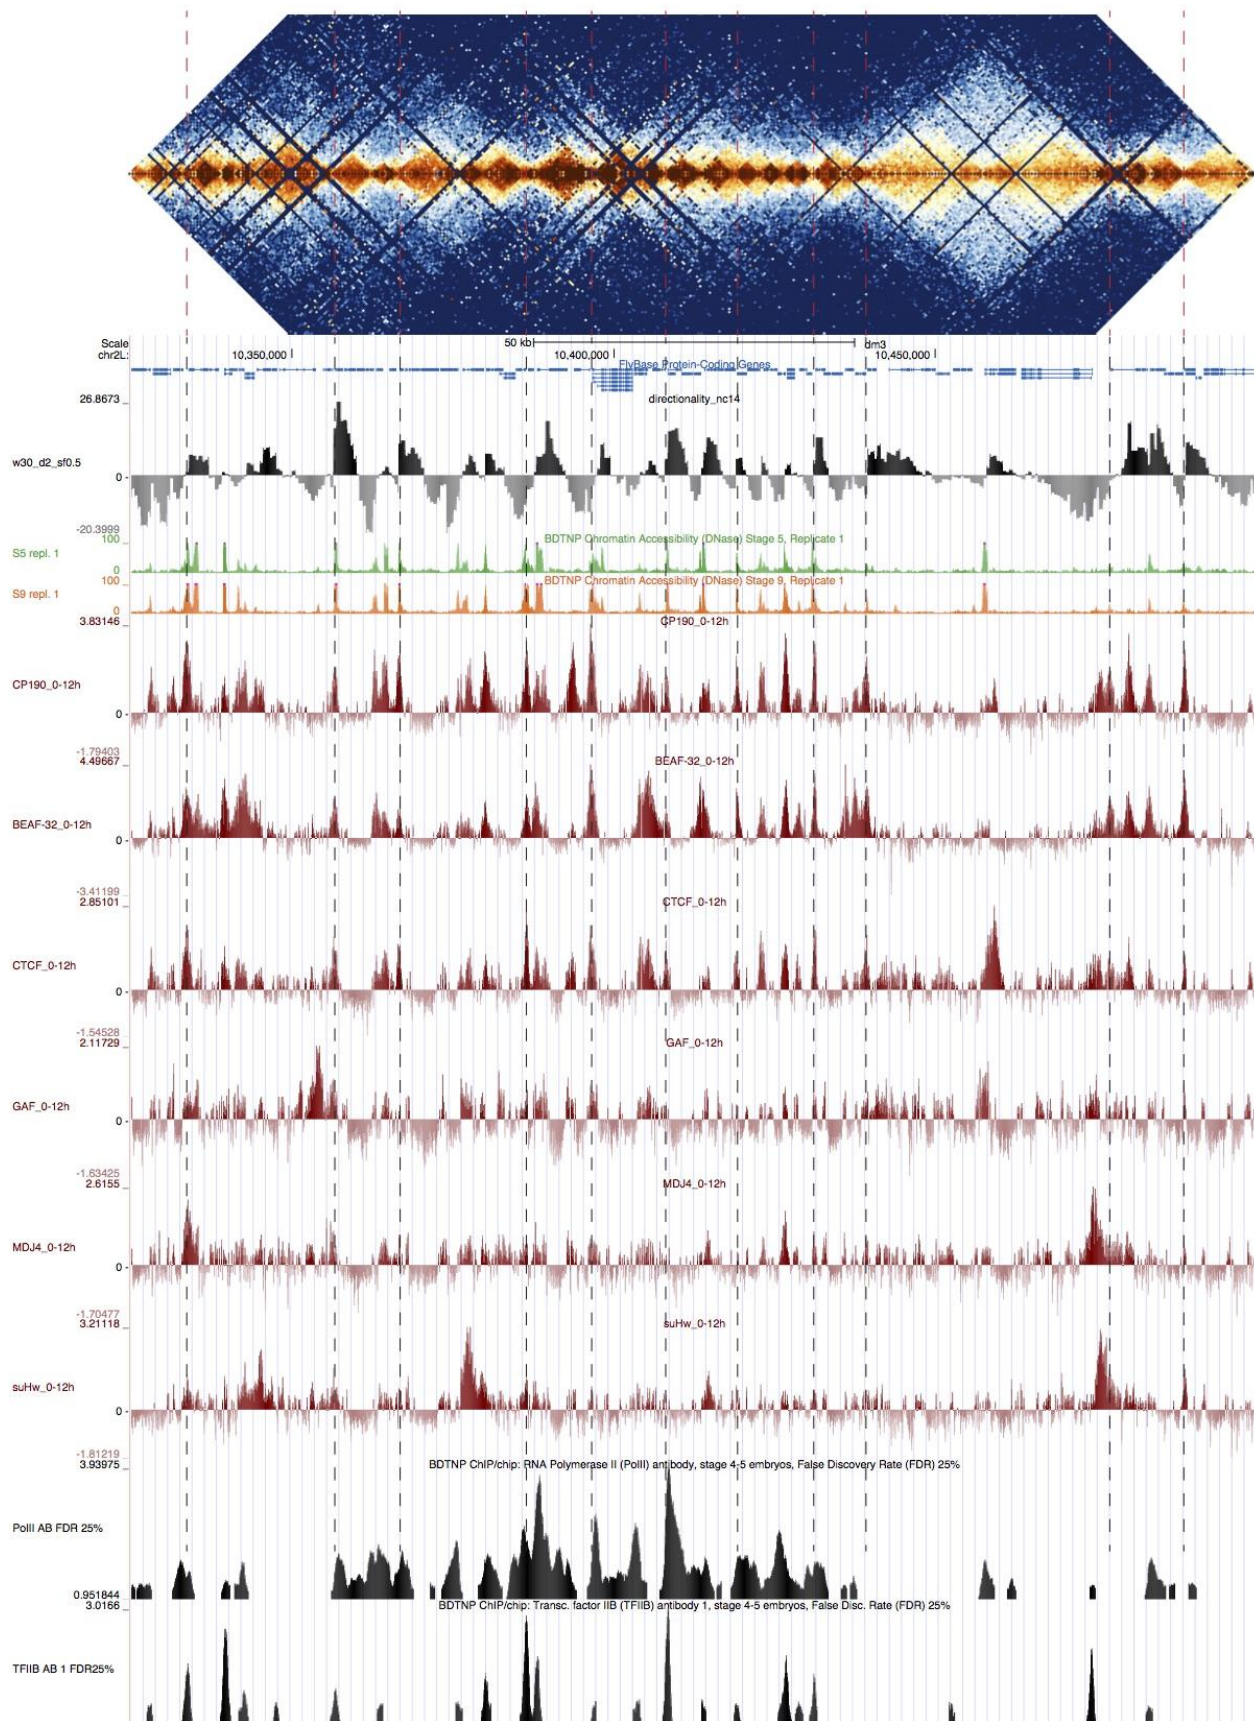 Scale 50 kb dm3
chr2L: 10,350,000 10,400,000 10,450,000
FlyBase Protein-Coding Genes
26.8673 directionality_nc14
w30_d2_sf0.5
0
-20.3999
100 BDTNP Chromatin Accessibility (DNase) Stage 5, Replicate 1
S5 repl. 1
0
100 BDTNP Chromatin Accessibility (DNase) Stage 9, Replicate 1
S9 repl. 1
0
3.83146 CP190_0-12h
CP190_0-12h
0
-1.79403
4.49667 BEAF-32_0-12h
BEAF-32_0-12h
0
-3.41199
2.85101 CTCF_0-12h
CTCF_0-12h
0
-1.54528
2.11729 GAF_0-12h
GAF_0-12h
0
-1.63425
2.6155 MDJ4_0-12h
MDJ4_0-12h
0
-1.70477
3.21118 suHw_0-12h
suHw_0-12h
0
-1.81219
3.93975 BDTNP ChIP/chip: RNA Polymerase II (PolII) antibody, stage 4-5 embryos, False Discovery Rate (FDR) 25%
PolII AB FDR 25%
0.951844
3.0166 BDTNP ChIP/chip: Transc. factor IIB (TFIIB) antibody 1, stage 4-5 embryos, False Disc. Rate (FDR) 25%
TFIIB AB 1 FDR25%